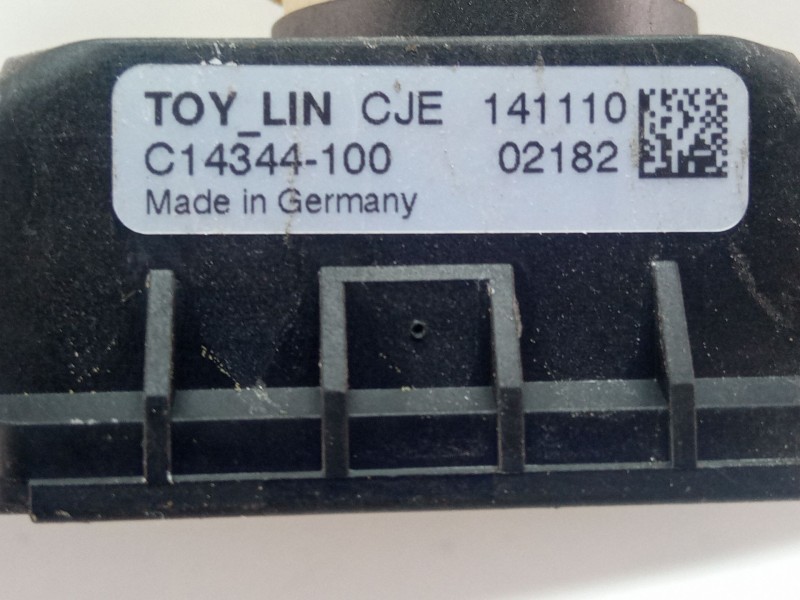 TOY_LIN CJE 141110
C14344-100 02182
Made in Germany